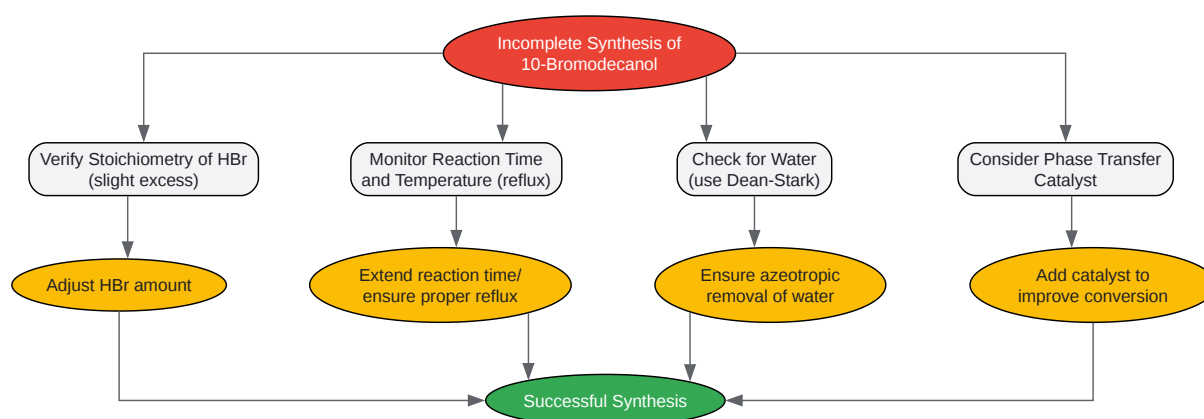 Incomplete Synthesis of
10-Bromodecanol
Verify Stoichiometry of HBr
(slight excess)
Monitor Reaction Time
and Temperature (reflux)
Check for Water
(use Dean-Stark)
Consider Phase Transfer
Catalyst
Adjust HBr amount
Extend reaction time/
ensure proper reflux
Ensure azeotropic
removal of water
Add catalyst to
improve conversion
Successful Synthesis